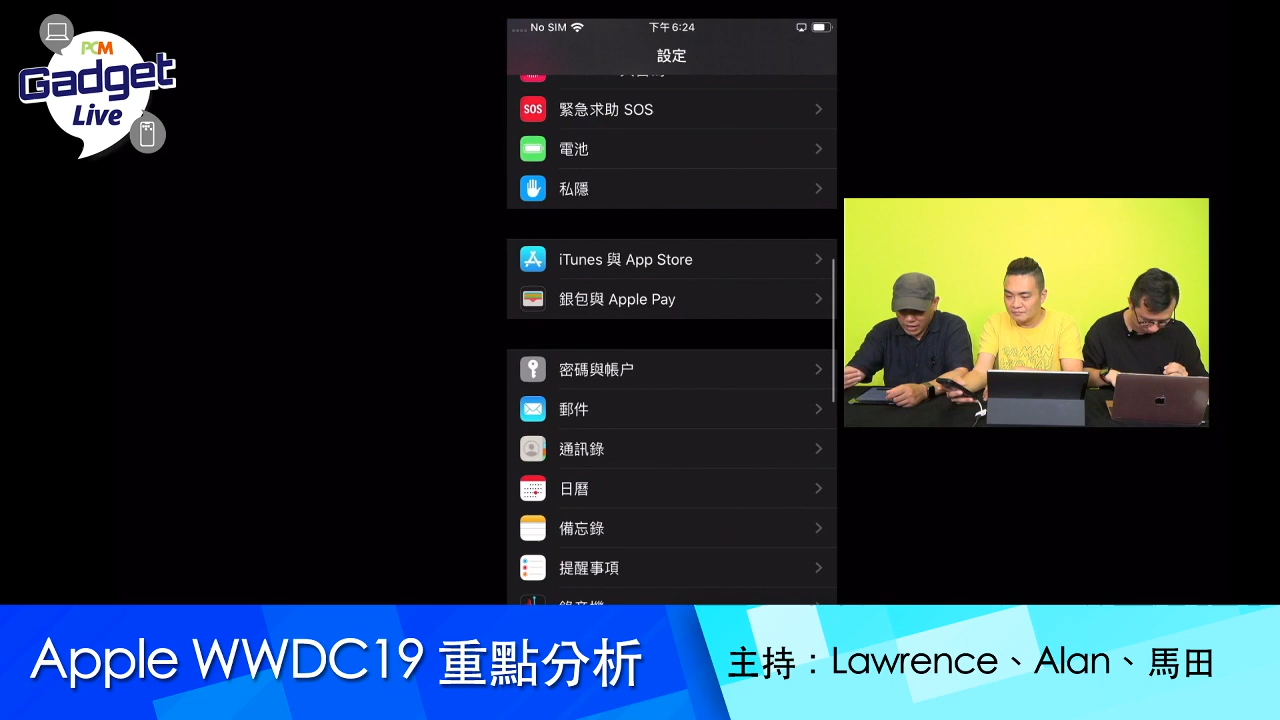 PCM
Gadget
Live
No SIM
下午6:24
設定
SOS
緊急求助 SOS
電池
私隱
iTunes 與 App Store
銀包與 Apple Pay
密碼與帳戶
郵件
通訊錄
日曆
備忘錄
提醒事項
Apple WWDC19 重點分析
主持：Lawrence、Alan、馬田